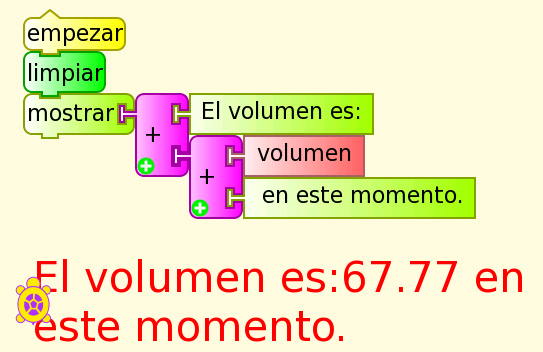 empezar
limpiar
mostrar
+
El volumen es:
+
volumen
en este momento.
El volumen es:67.77 en
este momento.